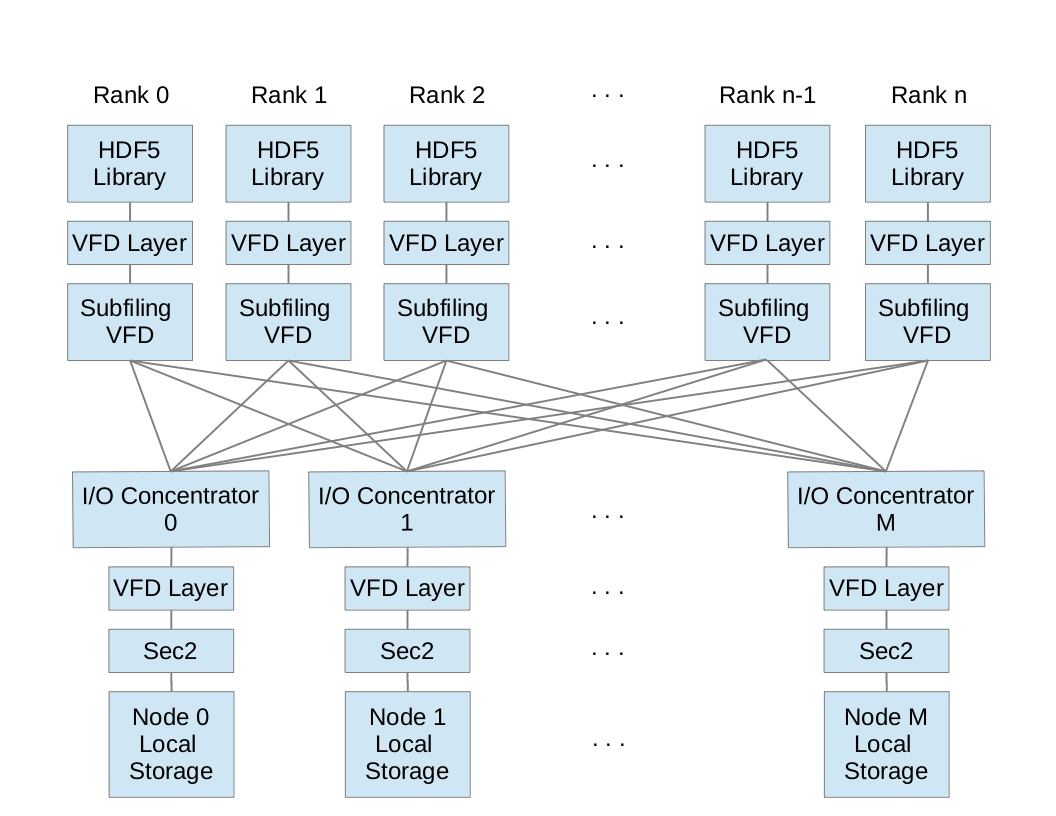 Rank 0 Rank 1 Rank 2 . . . Rank n-1 Rank n
HDF5 HDF5 HDF5 HDF5 HDF5
Library Library Library . . . Library Library
VFD Layer VFD Layer VFD Layer . . . VFD Layer VFD Layer
Subfiling Subfiling Subfiling . . . Subfiling Subfiling
VFD VFD VFD VFD VFD
I/O Concentrator I/O Concentrator I/O Concentrator
0 1 . . . M
VFD Layer VFD Layer . . . VFD Layer
Sec2 Sec2 . . . Sec2
Node 0 Node 1 Node M
Local Local . . . Local
Storage Storage Storage